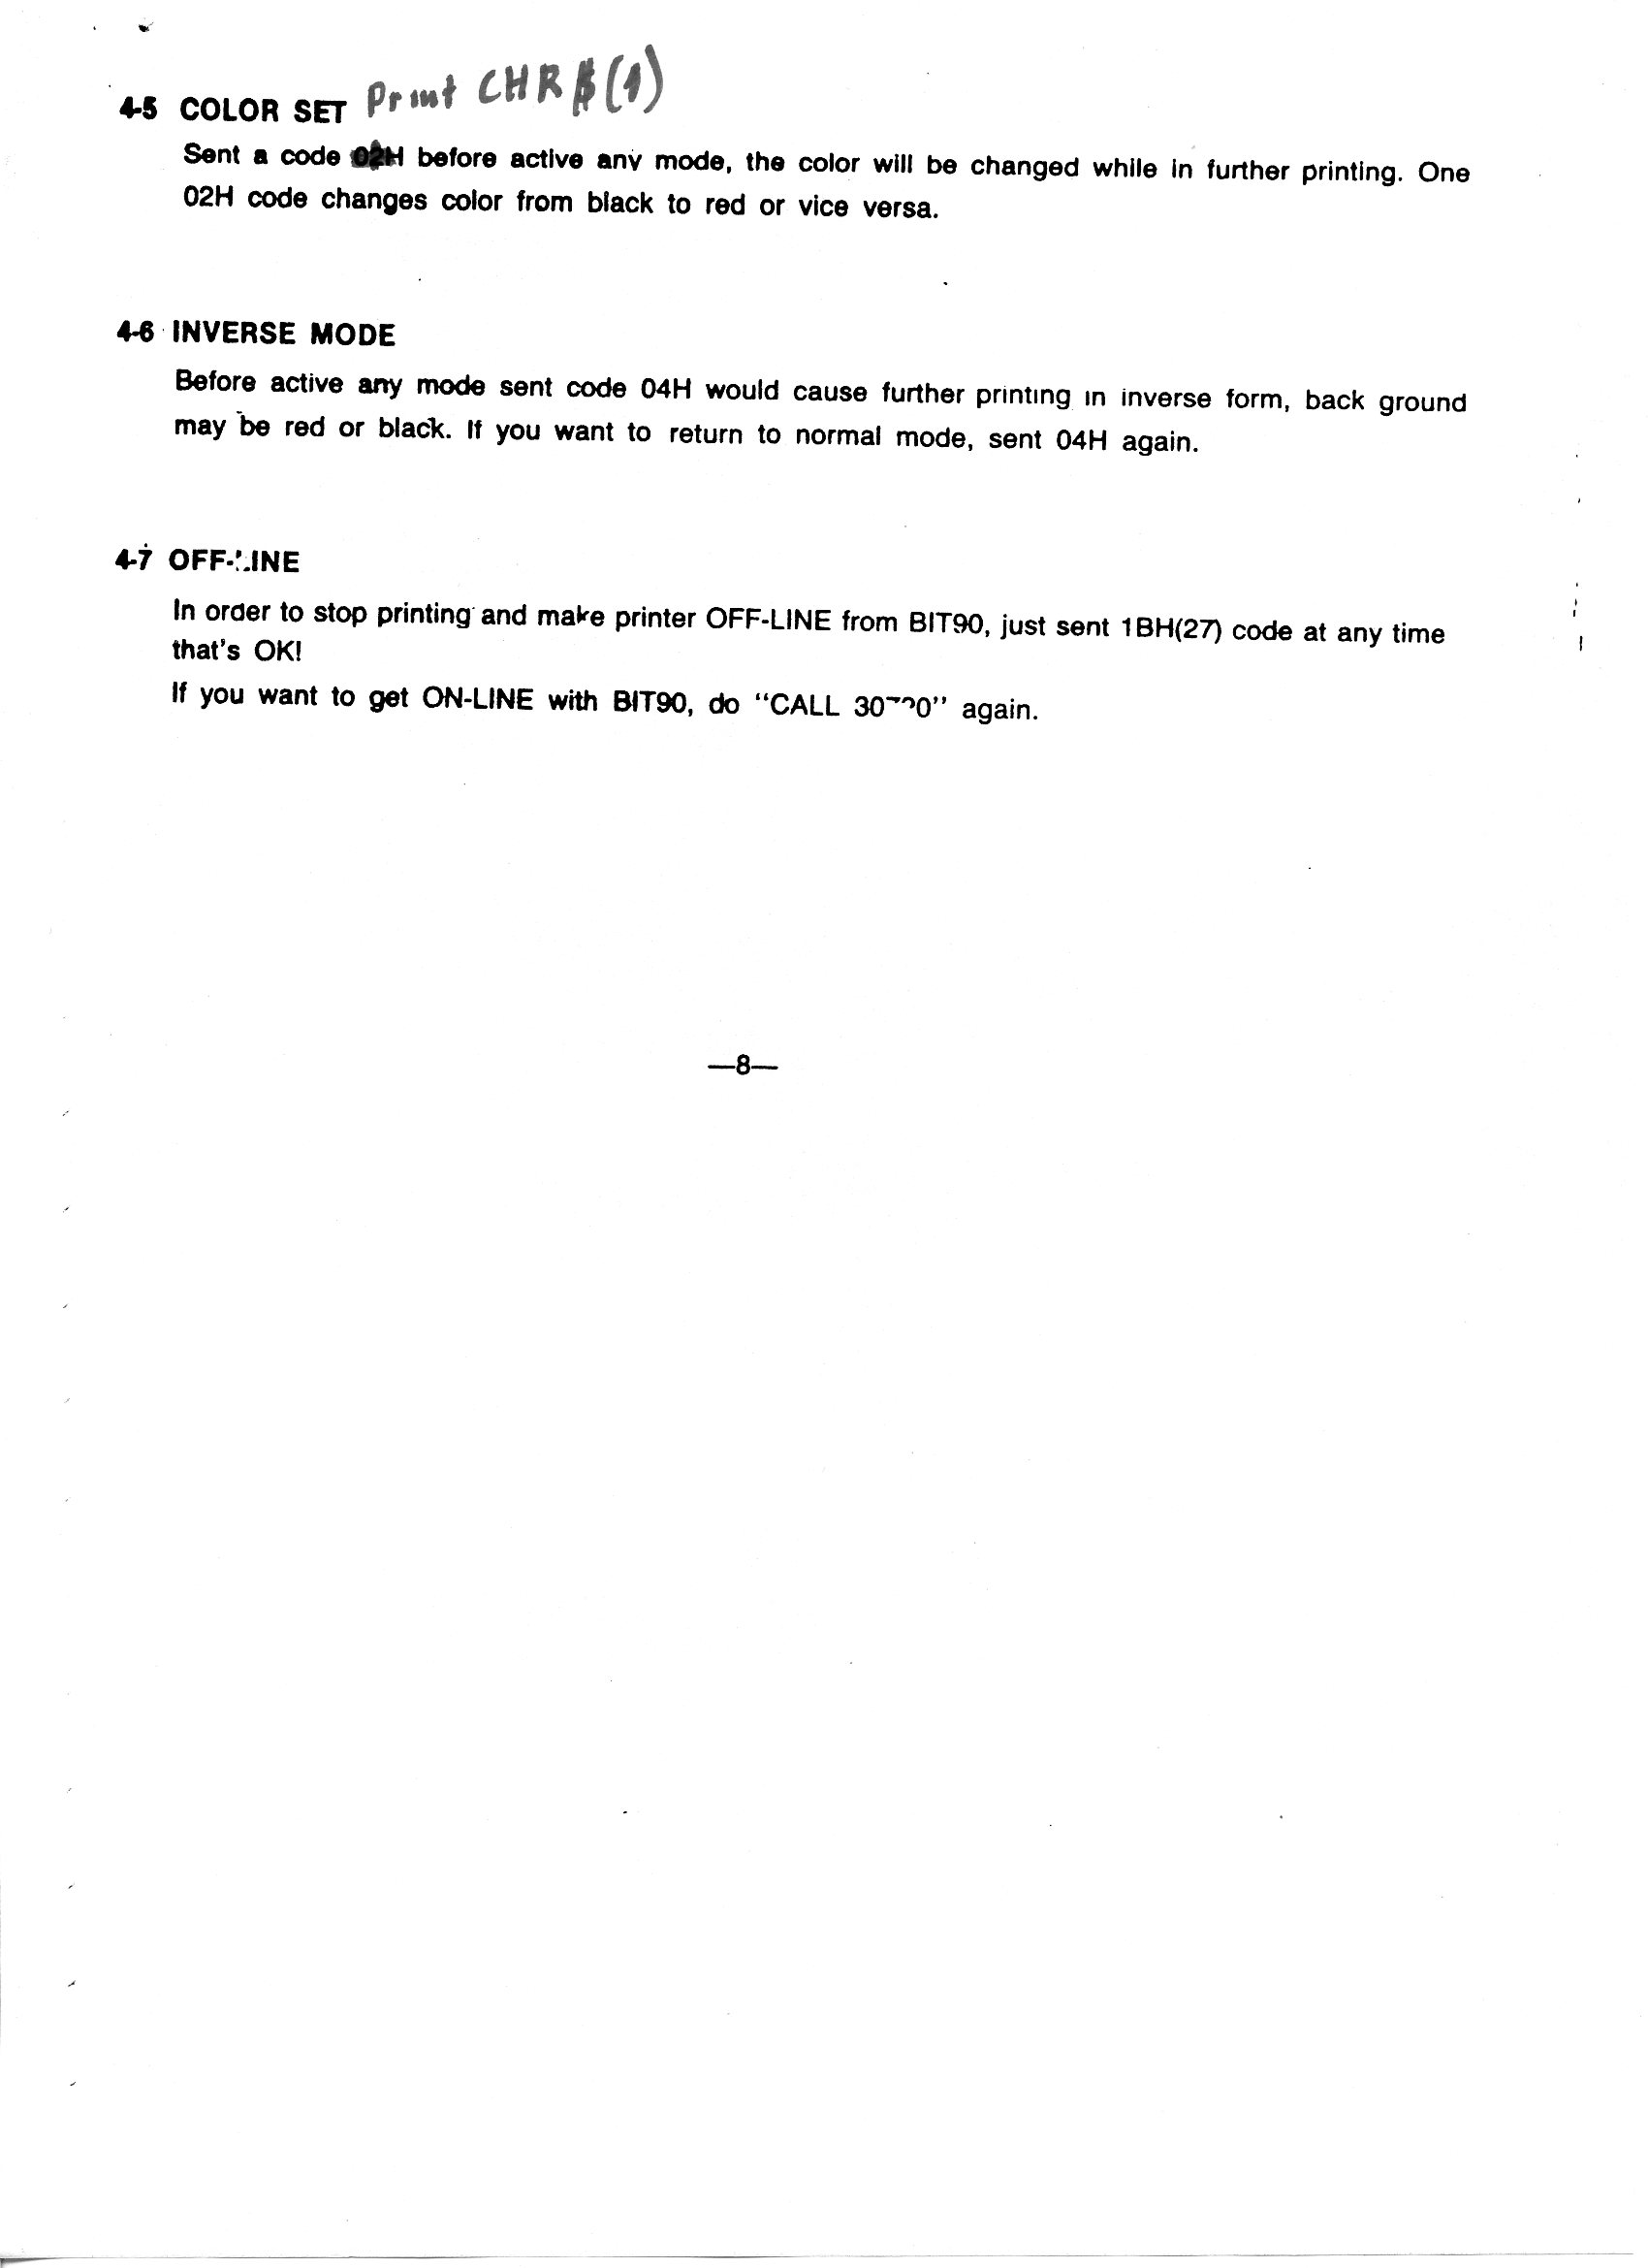 4-5 COLOR SET Print CHR$(1)
Sent a code 02H before active any mode, the color will be changed while in further printing. One
02H code changes color from black to red or vice versa.
4-6 INVERSE MODE
Before active any mode sent code 04H would cause further printing in inverse form, back ground
may be red or black. If you want to return to normal mode, sent 04H again.
4-7 OFF-LINE
In order to stop printing and make printer OFF-LINE from BIT90, just sent 1BH(27) code at any time
that's OK!
If you want to get ON-LINE with BIT90, do "CALL again.
—8—